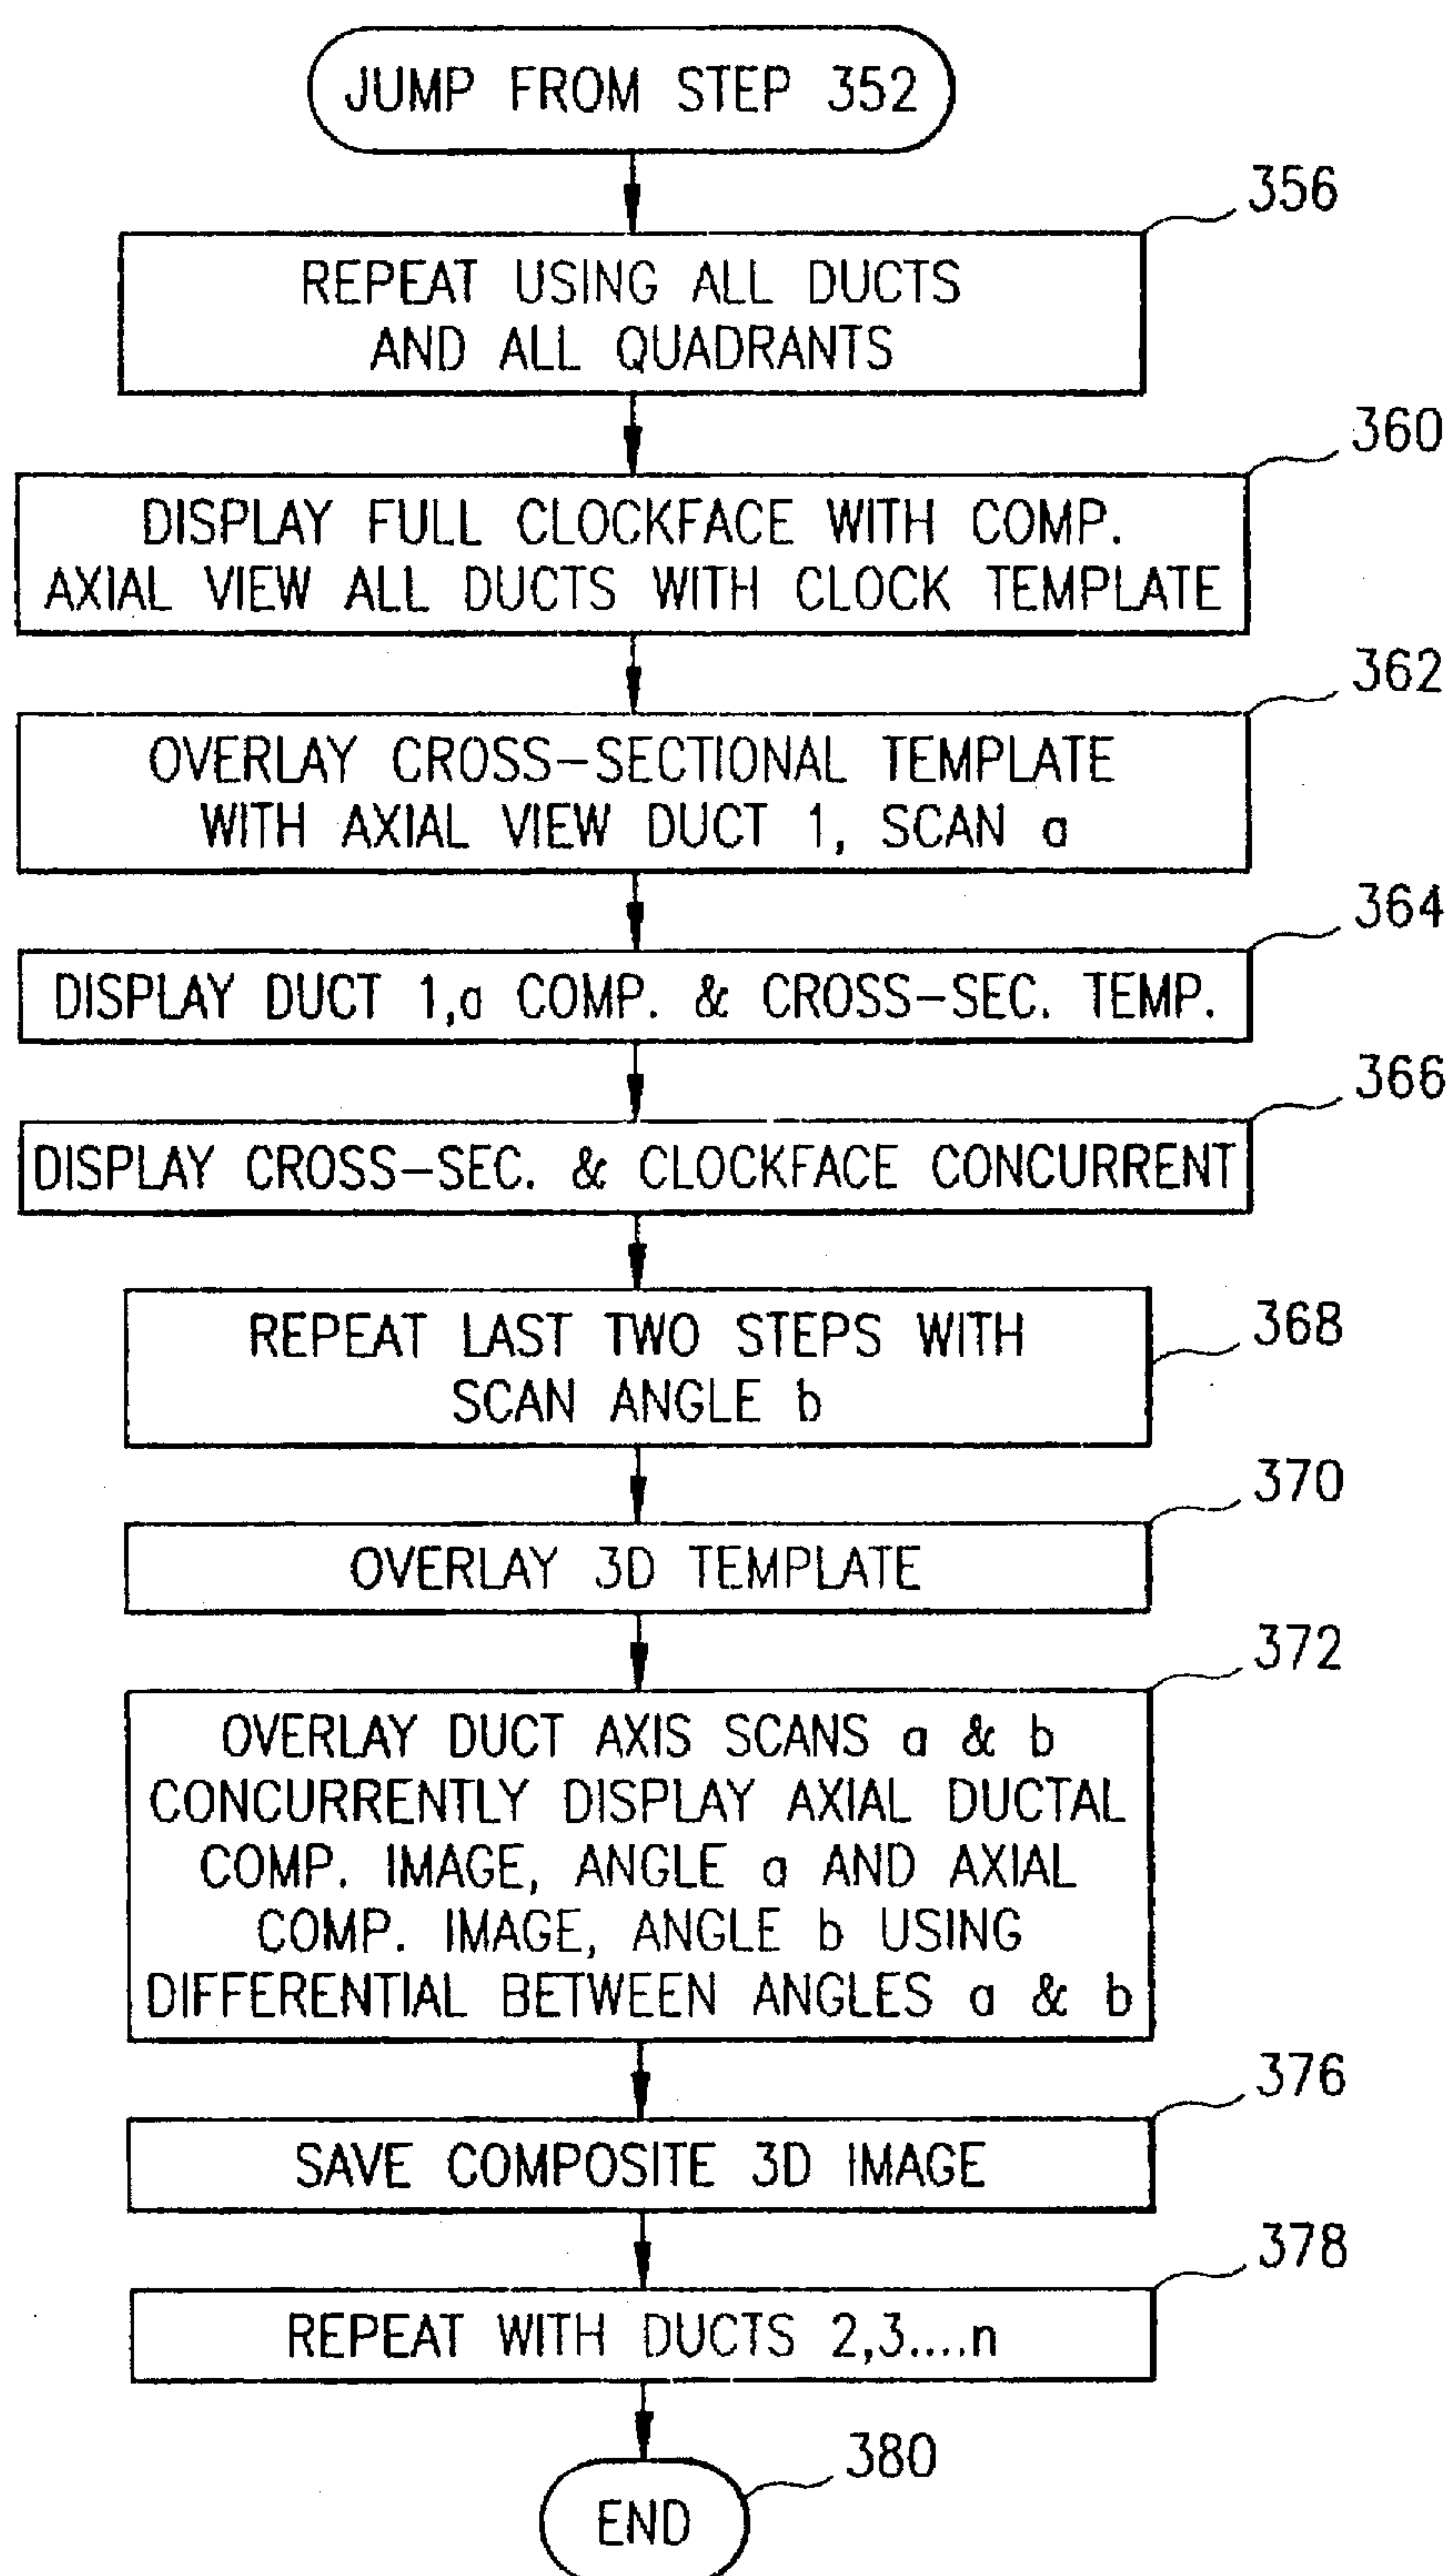 JUMP FROM STEP 352
356
REPEAT USING ALL DUCTS
AND ALL QUADRANTS
360
DISPLAY FULL CLOCKFACE WITH COMP.
AXIAL VIEW ALL DUCTS WITH CLOCK TEMPLATE
362
OVERLAY CROSS-SECTIONAL TEMPLATE
WITH AXIAL VIEW DUCT 1, SCAN a
364
DISPLAY DUCT 1,a COMP. & CROSS-SEC. TEMP.
366
DISPLAY CROSS-SEC. & CLOCKFACE CONCURRENT
368
REPEAT LAST TWO STEPS WITH
SCAN ANGLE b
370
OVERLAY 3D TEMPLATE
372
OVERLAY DUCT AXIS SCANS a & b
CONCURRENTLY DISPLAY AXIAL DUCTAL
COMP. IMAGE, ANGLE a AND AXIAL
COMP. IMAGE, ANGLE b USING
DIFFERENTIAL BETWEEN ANGLES a & b
376
SAVE COMPOSITE 3D IMAGE
378
REPEAT WITH DUCTS 2,3....n
380
END